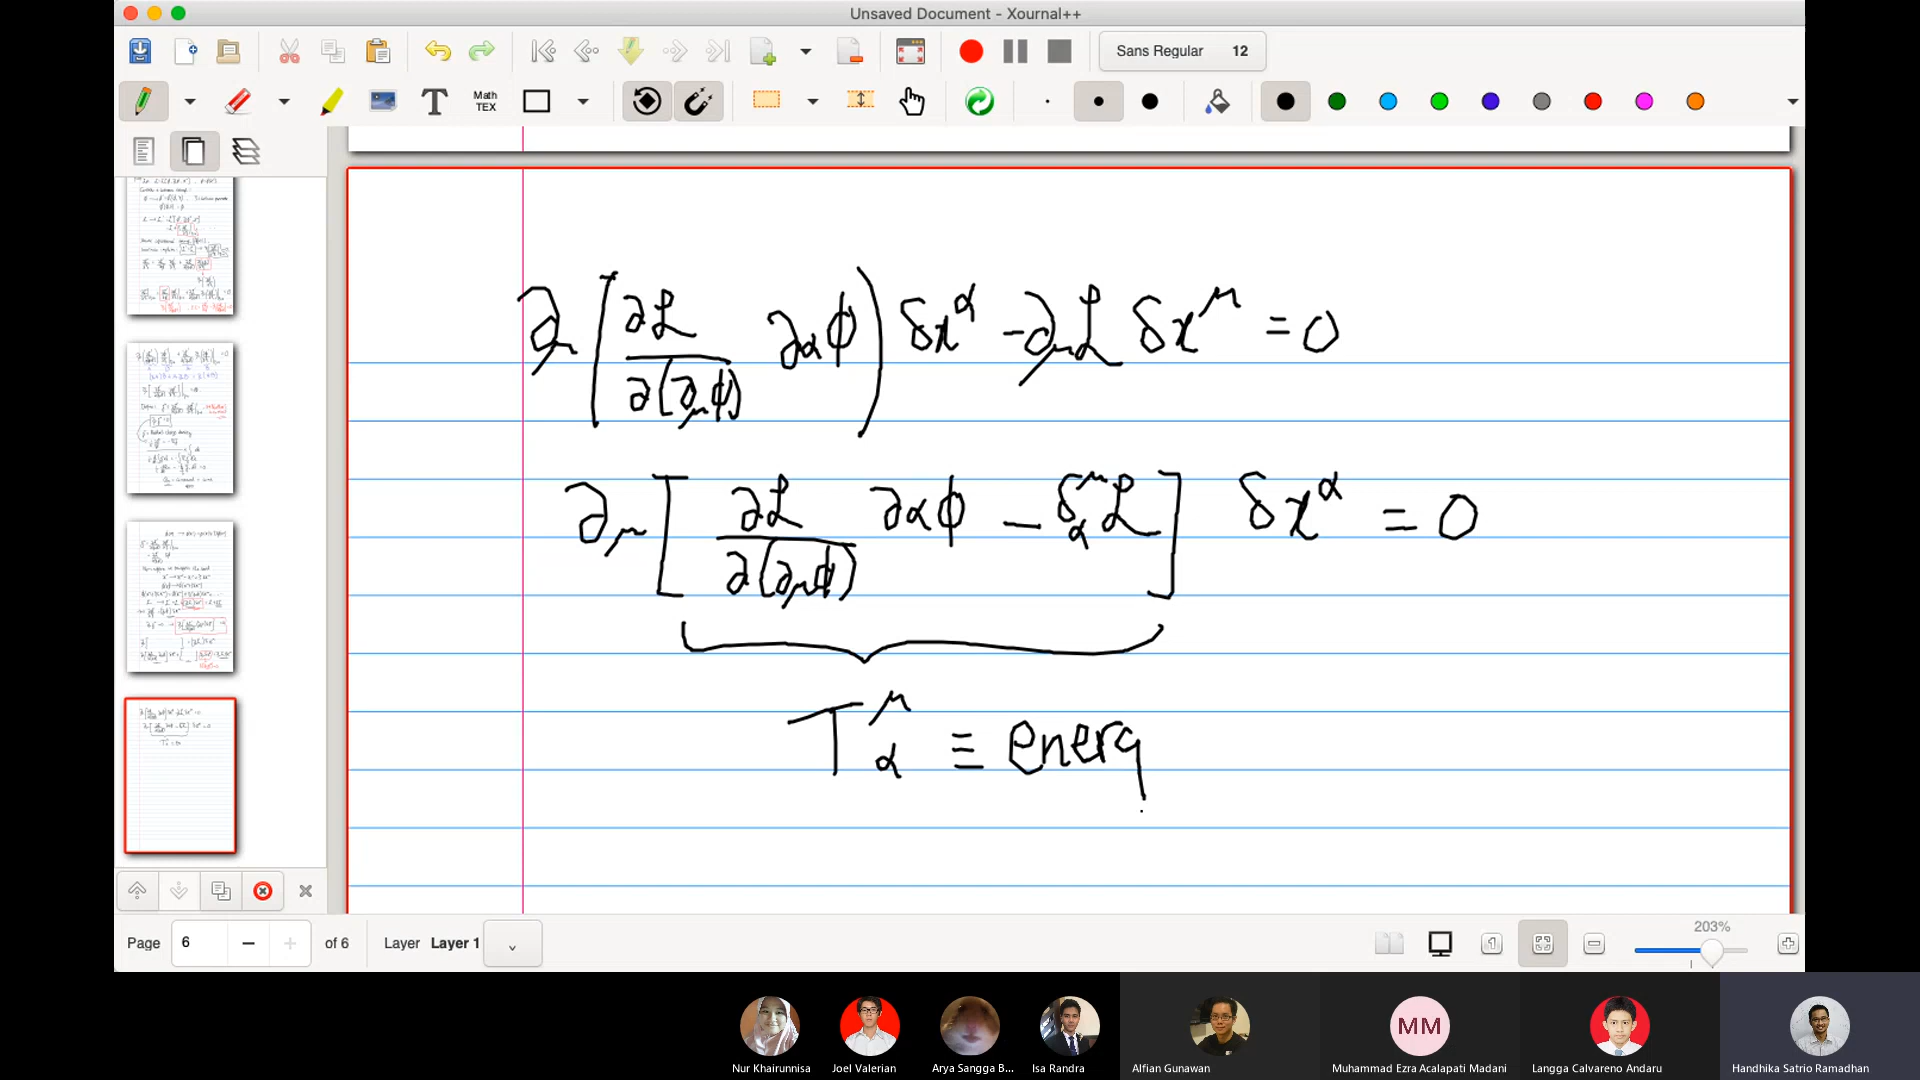 Unsaved Document - Xournal++
Sans Regular 12
T
Math
TEX
∂μ(∂ℒ/∂(∂μφ) ∂αφ) δx^α - ∂μℒ δx^μ = 0
∂μ[∂ℒ/∂(∂μφ) ∂αφ - δ^μ_α ℒ] δx^α = 0
T^μ_α ≡ energ
Page 6 of 6 Layer Layer 1
203%
1
MM
Nur Khairunnisa Joel Valerian Arya Sangga B... Isa Randra Alfian Gunawan Muhammad Ezra Acalapati Madani Langga Calvareno Andaru Handhika Satrio Ramadhan